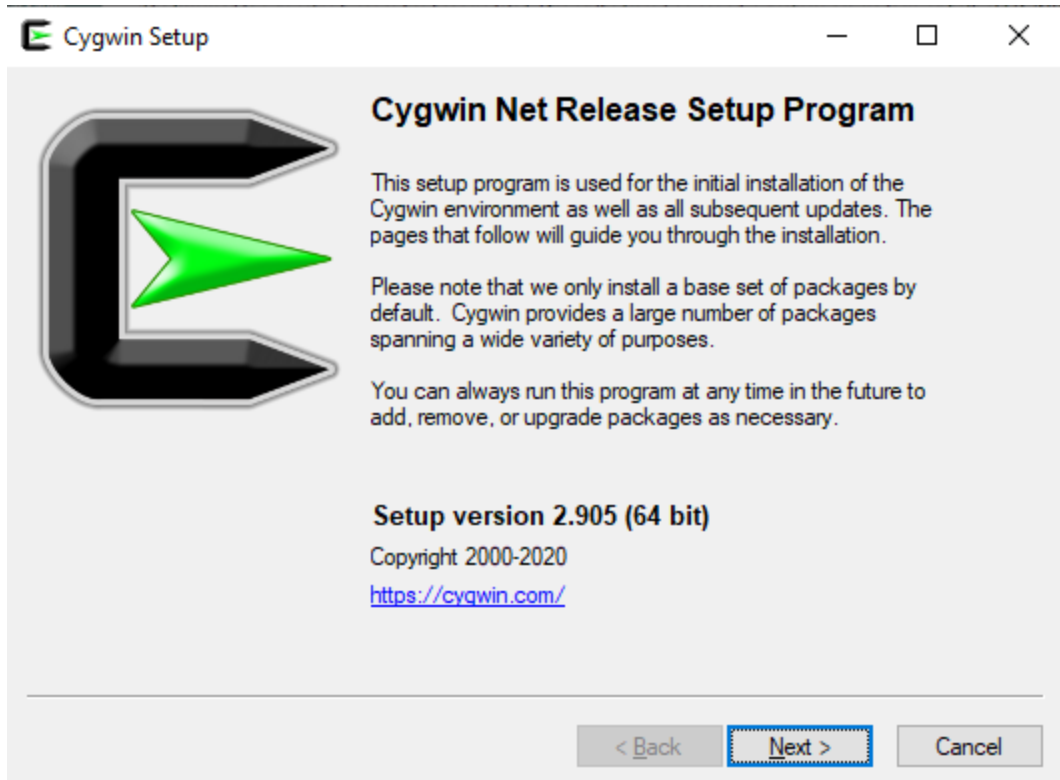 Cygwin Setup
Cygwin Net Release Setup Program
This setup program is used for the initial installation of the
Cygwin environment as well as all subsequent updates. The
pages that follow will guide you through the installation.
Please note that we only install a base set of packages by
default. Cygwin provides a large number of packages
spanning a wide variety of purposes.
You can always run this program at any time in the future to
add, remove, or upgrade packages as necessary.
Setup version 2.905 (64 bit)
Copyright 2000-2020
https://cygwin.com/
< Back Next > Cancel